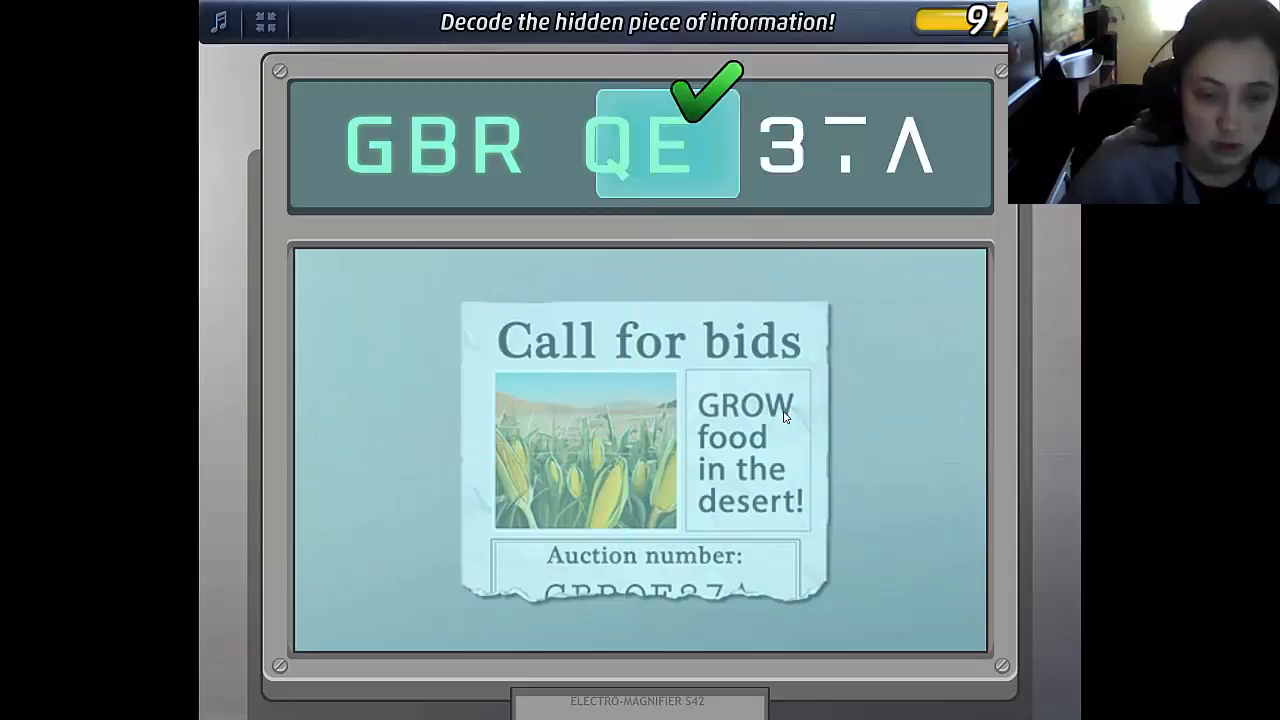 Decode the hidden piece of information!
9
GBR QE 3
Call for bids
GROW
food
in the
desert!
Auction number:
ELECTRO-MAGNIFIER S42